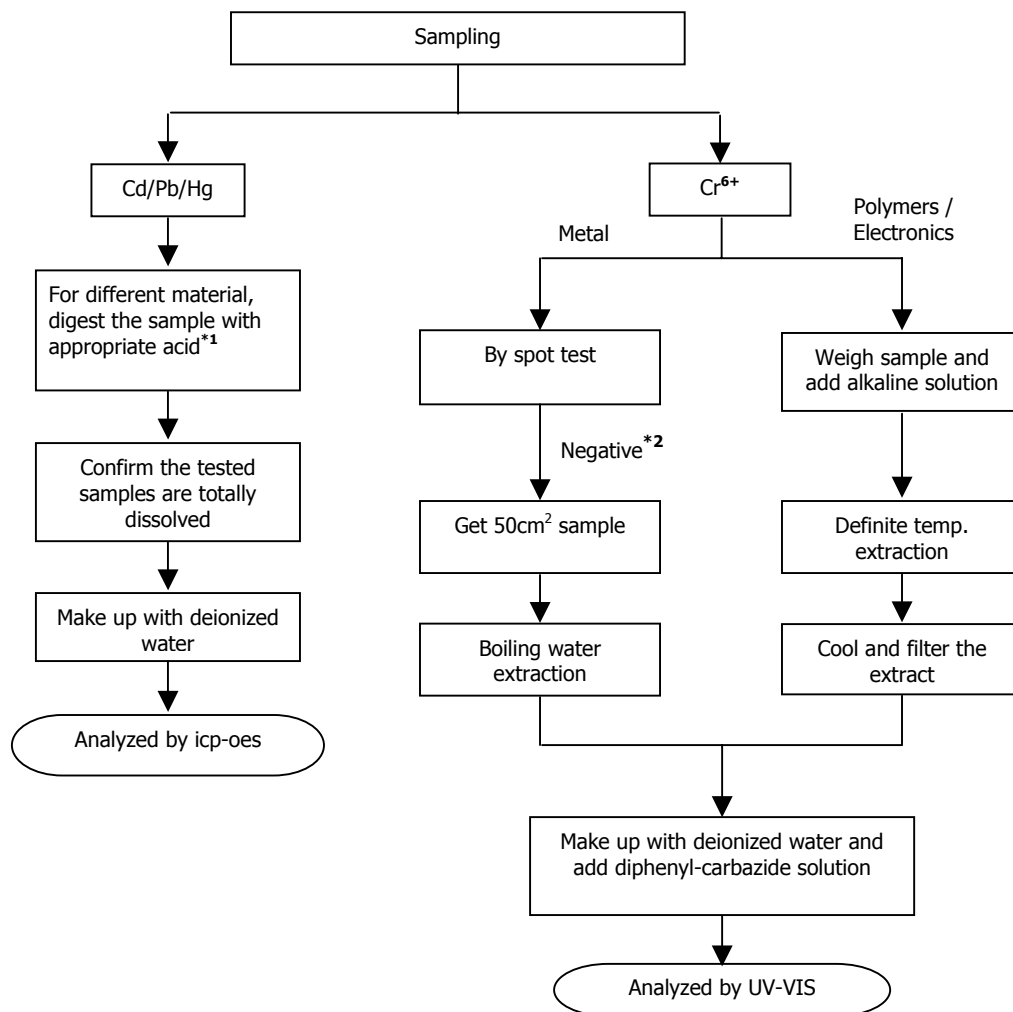 Sampling
Cd/Pb/Hg
For different material,
digest the sample with
appropriate acid*1
Confirm the tested
samples are totally
dissolved
Make up with deionized
water
Analyzed by icp-oes
Cr6+
Metal
Polymers /
Electronics
By spot test
Negative*2
Get 50cm2 sample
Boiling water
extraction
Weigh sample and
add alkaline solution
Definite temp.
extraction
Cool and filter the
extract
Make up with deionized water and
add diphenyl-carbazide solution
Analyzed by UV-VIS